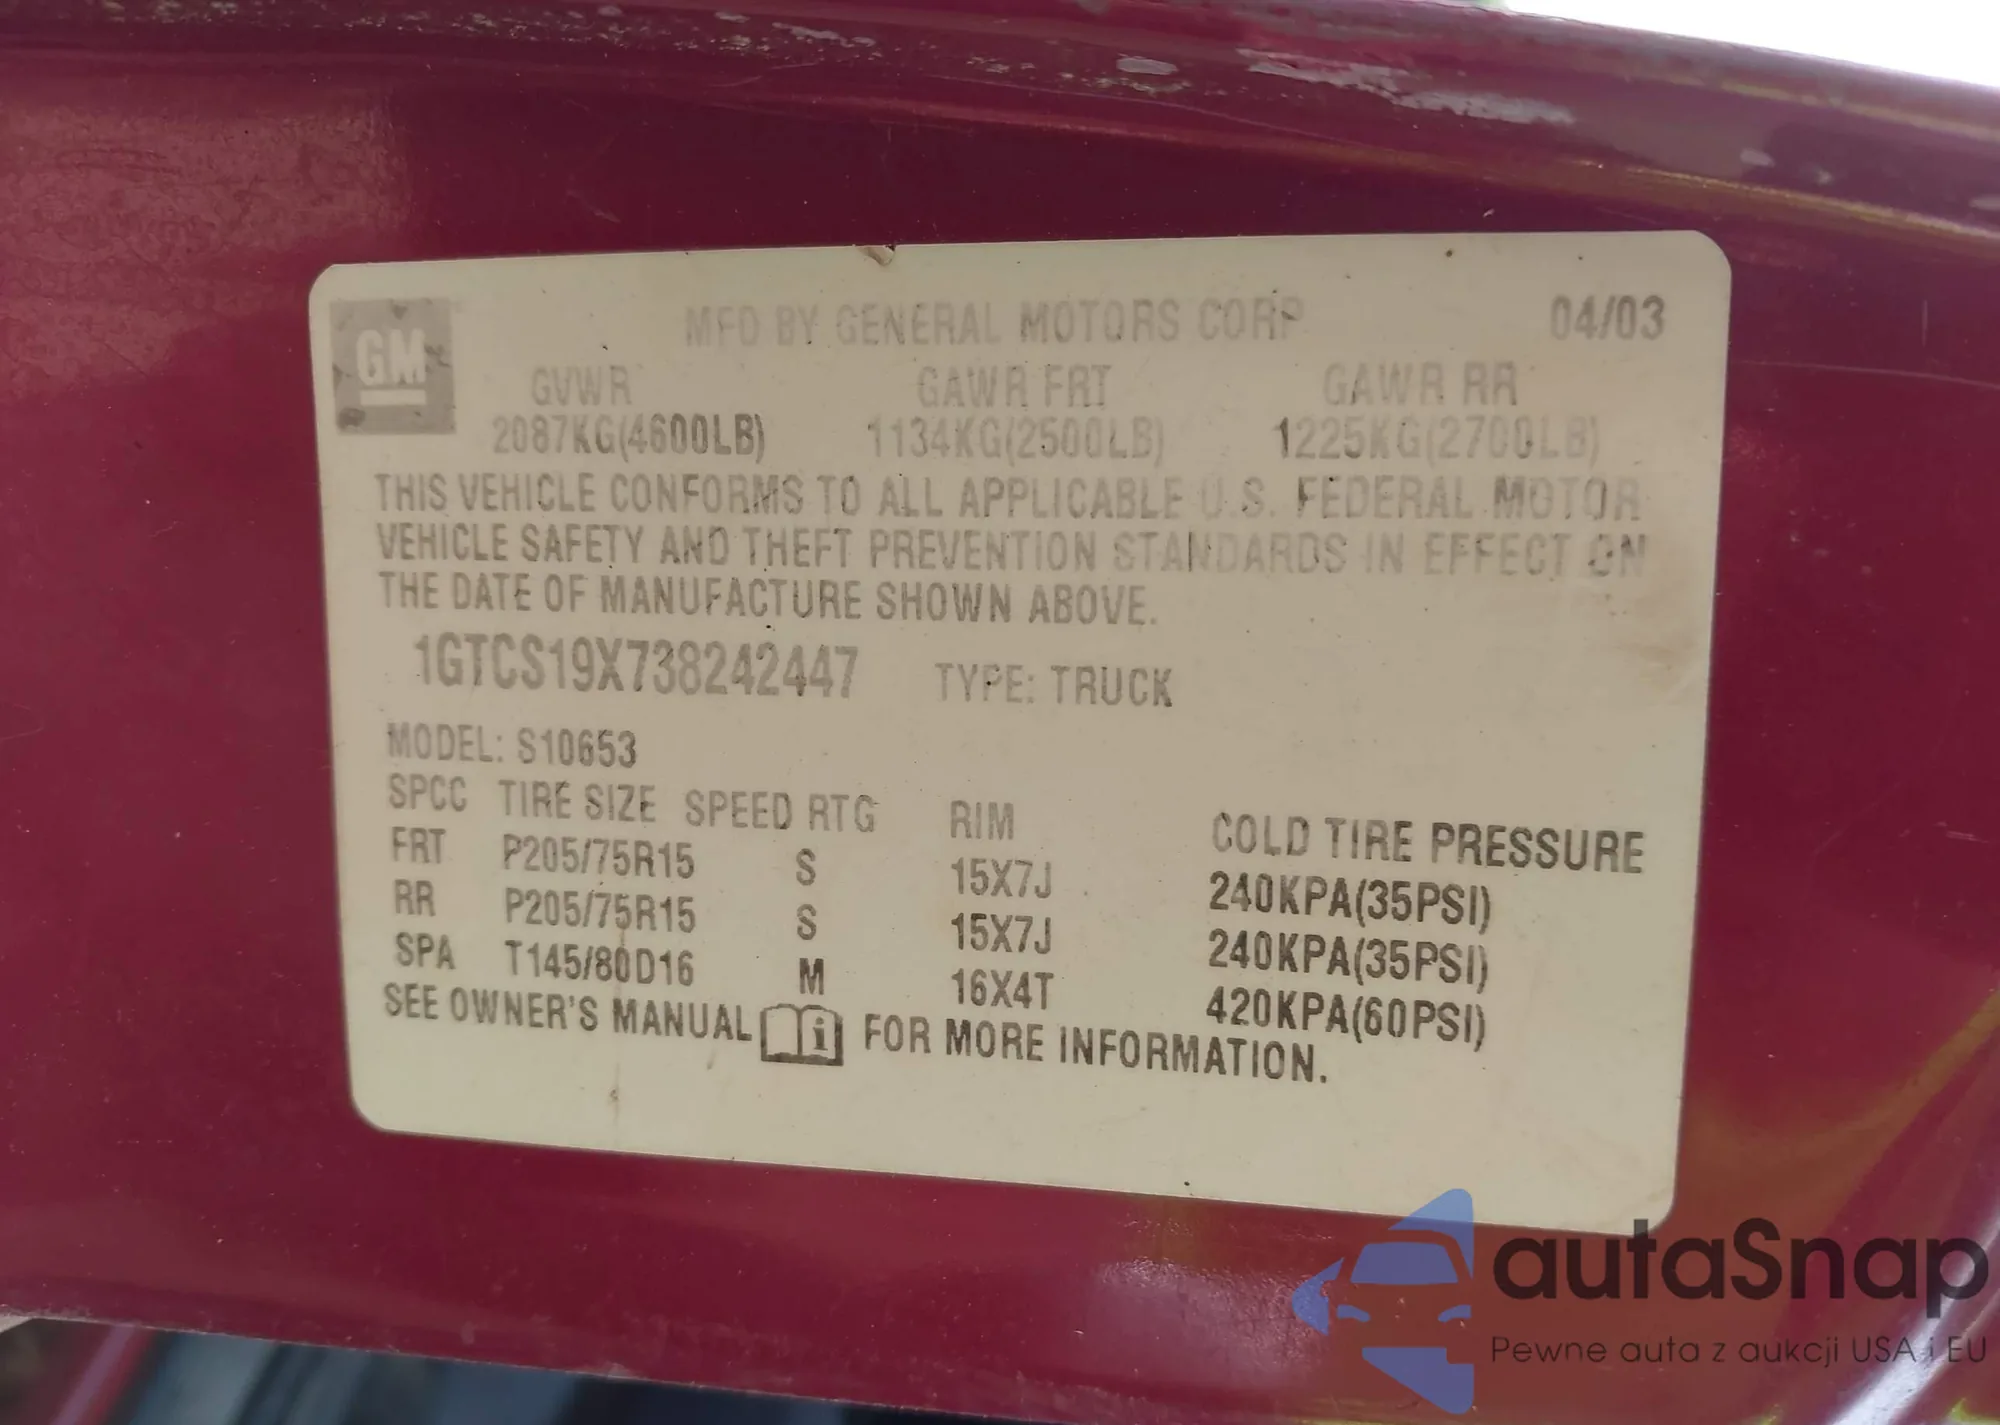 GM
MFD BY GENERAL MOTORS CORP 04/03
GVWR GAWR FRT GAWR RR
2087KG(4600LB) 1134KG(2500LB) 1225KG(2700LB)
THIS VEHICLE CONFORMS TO ALL APPLICABLE U.S. FEDERAL MOTOR
VEHICLE SAFETY AND THEFT PREVENTION STANDARDS IN EFFECT ON
THE DATE OF MANUFACTURE SHOWN ABOVE.
1GTCS19X738242447 TYPE: TRUCK
MODEL: S10653
SPCC TIRE SIZE SPEED RTG RIM COLD TIRE PRESSURE
FRT P205/75R15 S 15X7J 240KPA(35PSI)
RR P205/75R15 S 15X7J 240KPA(35PSI)
SPA T145/80D16 M 16X4T 420KPA(60PSI)
SEE OWNER'S MANUAL i FOR MORE INFORMATION.
autaSnap
Pewne auta z aukcji USA i EU